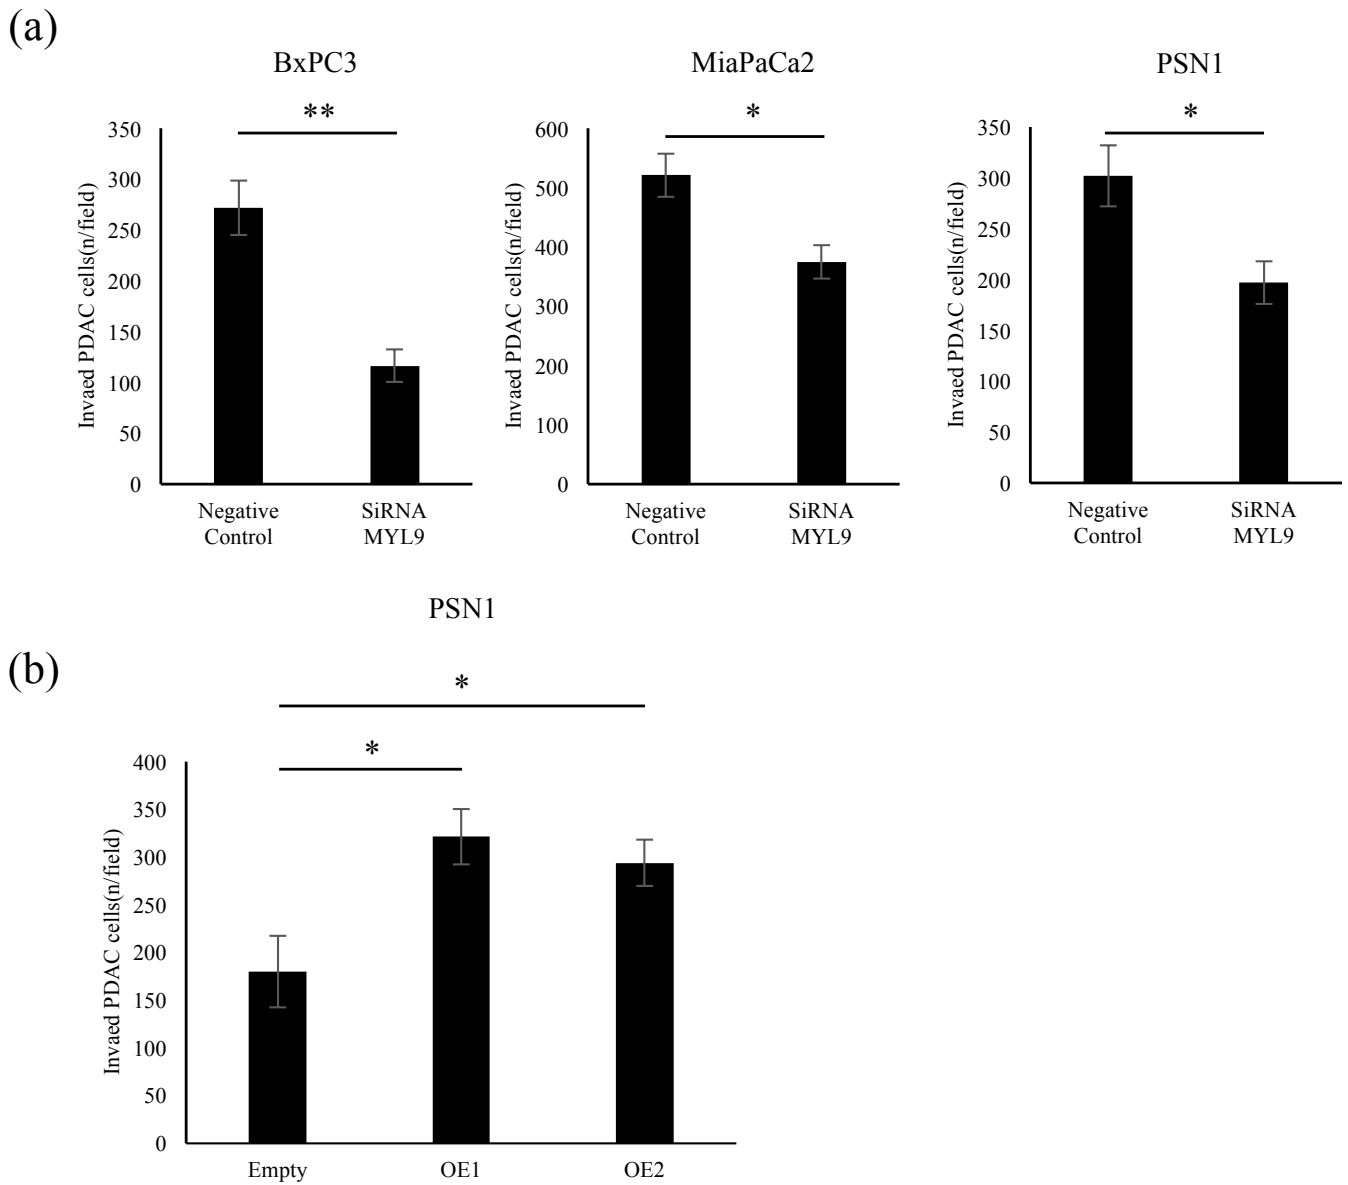 (a)
BxPC3
MiaPaCa2
PSN1
**
*
*
350
300
250
200
150
100
50
0
Invaed PDAC cells(n/field)
Negative
Control
SiRNA
MYL9
600
500
400
300
200
100
0
Invaed PDAC cells(n/field)
Negative
Control
SiRNA
MYL9
350
300
250
200
150
100
50
0
Invaed PDAC cells(n/field)
Negative
Control
SiRNA
MYL9
PSN1
(b)
*
*
400
350
300
250
200
150
100
50
0
Invaed PDAC cells(n/field)
Empty
OE1
OE2